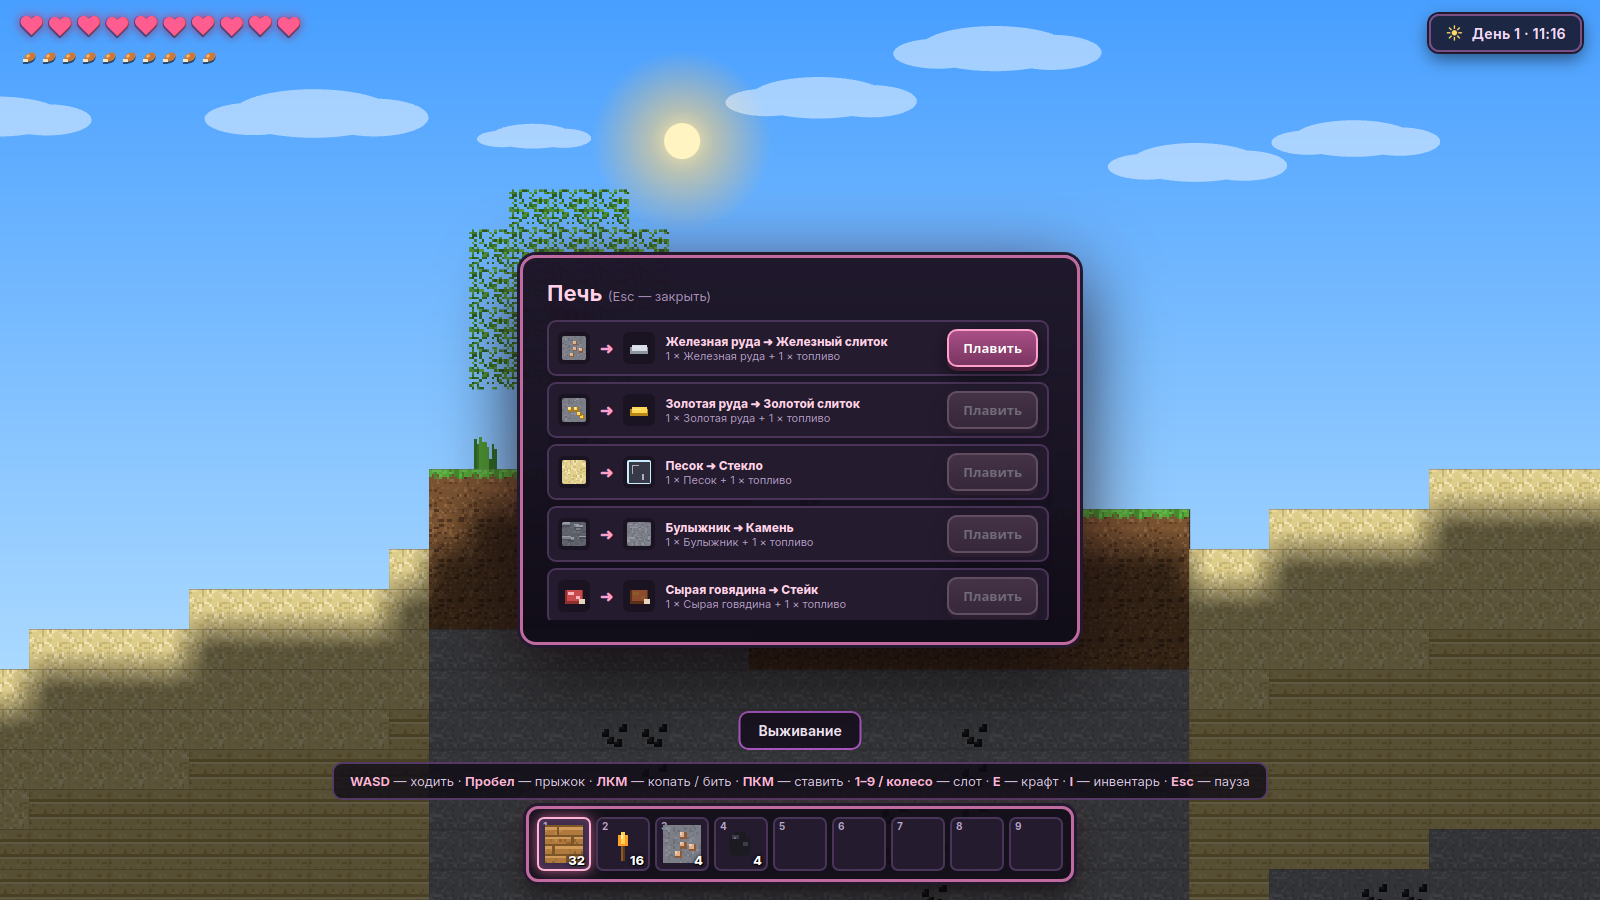 День 1 · 11:16
Печь (Esc — закрыть)
Железная руда ➜ Железный слиток
1 × Железная руда + 1 × топливо
Плавить
Золотая руда ➜ Золотой слиток
1 × Золотая руда + 1 × топливо
Плавить
Песок ➜ Стекло
1 × Песок + 1 × топливо
Плавить
Булыжник ➜ Камень
1 × Булыжник + 1 × топливо
Плавить
Сырая говядина ➜ Стейк
1 × Сырая говядина + 1 × топливо
Плавить
Выживание
WASD — ходить · Пробел — прыжок · ЛКМ — копать / бить · ПКМ — ставить · 1–9 / колесо — слот · E — крафт · I — инвентарь · Esc — пауза
1 2 3 4 5 6 7 8 9
32 16 4 4